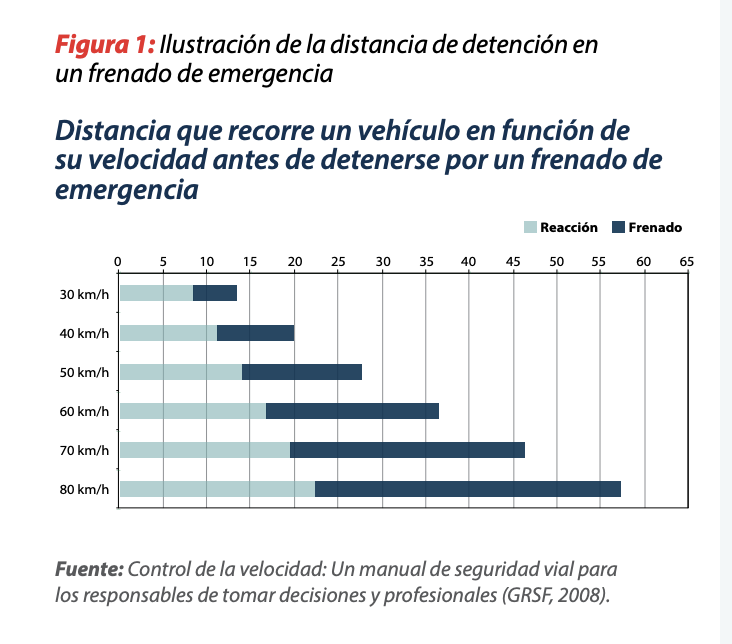 Figura 1: Ilustración de la distancia de detención en
un frenado de emergencia
Distancia que recorre un vehículo en función de
su velocidad antes de detenerse por un frenado de
emergencia
Reacción Frenado
0 5 10 15 20 25 30 35 40 45 50 55 60 65
30 km/h
40 km/h
50 km/h
60 km/h
70 km/h
80 km/h
Fuente: Control de la velocidad: Un manual de seguridad vial para
los responsables de tomar decisiones y profesionales (GRSF, 2008).